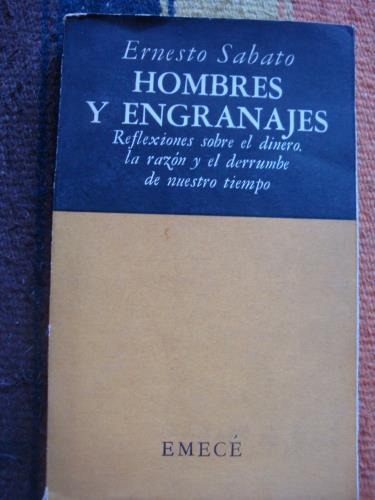 Ernesto Sabato
HOMBRES
Y ENGRANAJES
Reflexiones sobre el dinero,
la razón y el derrumbe
de nuestro tiempo
EMECÉ